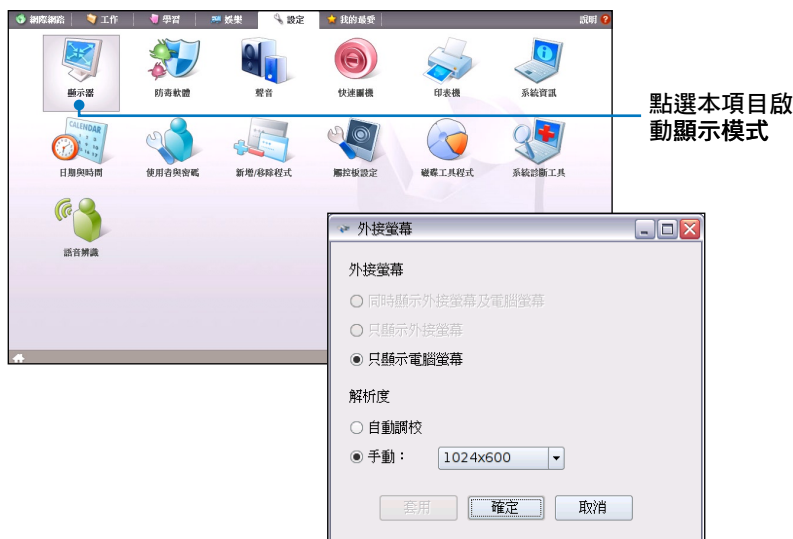 網際網路 工作 學習 娛樂 設定 我的最愛 說明
顯示器 防毒軟體 聲音 快速關機 印表機 系統資訊
點選本項目啟
動顯示模式
CALENDAR
日期與時間 使用者與密碼 新增/移除程式 觸控板設定 磁碟工具程式 系統診斷工具
語音辨識
外接螢幕
外接螢幕
同時顯示外接螢幕及電腦螢幕
只顯示外接螢幕
只顯示電腦螢幕
解析度
自動調校
手動： 1024x600
套用 確定 取消